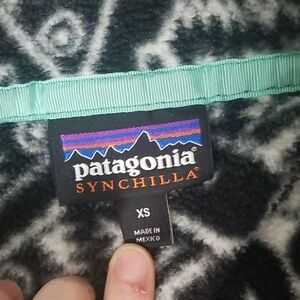 patagonia
SYNCHILLA
XS
MADE IN
MEXICO